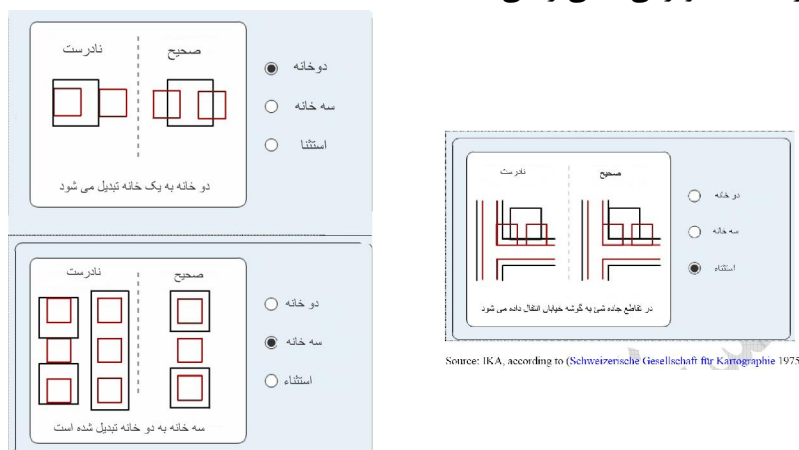 نادرست
صحیح
دوخانه
سه خانه
استثنا
دو خانه به یک خانه تبدیل می شود
نادرست
صحیح
دو خانه
سه خانه
استثناء
سه خانه به دو خانه تبدیل شده است
نادرست
صحیح
دو خانه
سه خانه
استثناء
در تقاطع جاده شئ به گوشه خیابان انتقال داده می شود
Source: IKA, according to (Schweizerische Gesellschaft für Kartographie 1975